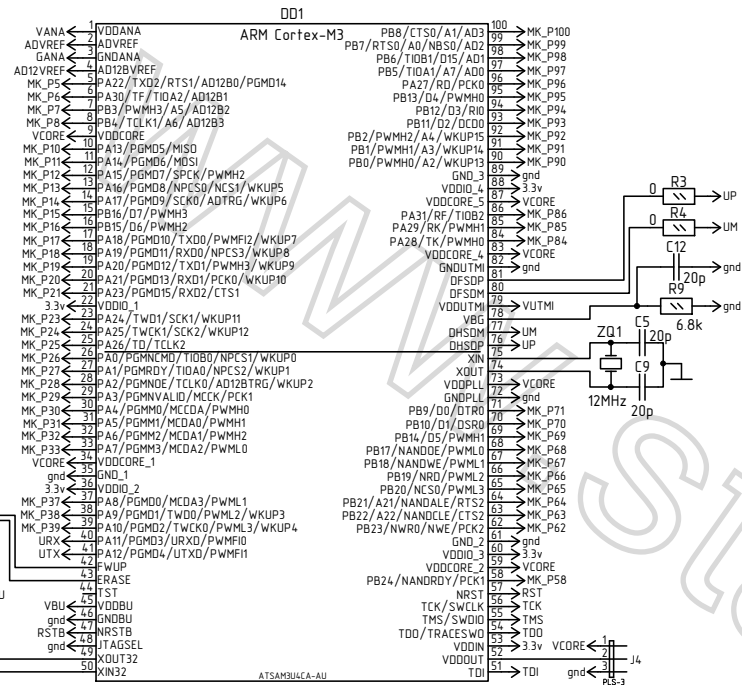 DD1
ARM Cortex-M3
VANA 1 VDDANA
ADVREF 2 ADVREF
GANA 3 GNDANA
AD12VREF 4 AD12BVREF
MK_P5 5 PA22/TXD2/RTS1/AD12B0/PGMD14
MK_P6 6 PA30/TF/TIOA2/AD12B1
MK_P7 7 PB3/PWMH3/A5/AD12B2
MK_P8 8 PB4/TCLK1/A6/AD12B3
VCORE 9 VDDCORE
MK_P10 10 PA13/PGMD5/MISO
MK_P11 11 PA14/PGMD6/MOSI
MK_P12 12 PA15/PGMD7/SPCK/PWMH2
MK_P13 13 PA16/PGMD8/NPCS0/NCS1/WKUP5
MK_P14 14 PA17/PGMD9/SCK0/ADTRG/WKUP6
MK_P15 15 PB16/D7/PWMH3
MK_P16 16 PB15/D6/PWMH2
MK_P17 17 PA18/PGMD10/TXD0/PWMFI2/WKUP7
MK_P18 18 PA19/PGMD11/RXD0/NPCS3/WKUP8
MK_P19 19 PA20/PGMD12/TXD1/PWMH3/WKUP9
MK_P20 20 PA21/PGMD13/RXD1/PCK0/WKUP10
MK_P21 21 PA23/PGMD15/RXD2/CTS1
3.3v 22 VDDIO_1
MK_P23 23 PA24/TWD1/SCK1/WKUP11
MK_P24 24 PA25/TWCK1/SCK2/WKUP12
MK_P25 25 PA26/TD/TCLK2
MK_P26 26 PA0/PGMNCMD/TIOB0/NPCS1/WKUP0
MK_P27 27 PA1/PGMRDY/TIOA0/NPCS2/WKUP1
MK_P28 28 PA2/PGMNOE/TCLK0/AD12BTRG/WKUP2
MK_P29 29 PA3/PGMNVALID/MCCK/PCK1
MK_P30 30 PA4/PGMM0/MCCDA/PWMH0
MK_P31 31 PA5/PGMM1/MCDA0/PWMH1
MK_P32 32 PA6/PGMM2/MCDA1/PWMH2
MK_P33 33 PA7/PGMM3/MCDA2/PWML0
VCORE 34 VDDCORE_1
gnd 35 GND_1
3.3v 36 VDDIO_2
MK_P37 37 PA8/PGMD0/MCDA3/PWML1
MK_P38 38 PA9/PGMD1/TWD0/PWML2/WKUP3
MK_P39 39 PA10/PGMD2/TWCK0/PWML3/WKUP4
URX 40 PA11/PGMD3/URXD/PWMFI0
UTX 41 PA12/PGMD4/UTXD/PWMFI1
42 FWUP
43 ERASE
44 TST
U
VBU 45 VDDBU
gnd 46 GNDBU
RSTB 47 NRSTB
gnd 48 JTAGSEL
49 XOUT32
50 XIN32
ATSAM3U4CA-AU
PB8/CTS0/A1/AD3 100 MK_P100
PB7/RTS0/A0/NBS0/AD2 99 MK_P99
PB6/TIOB1/D15/AD1 98 MK_P98
PB5/TIOA1/A7/AD0 97 MK_P97
PA27/RD/PCK0 96 MK_P96
PB13/D4/PWMH0 95 MK_P95
PB12/D3/RI0 94 MK_P94
PB11/D2/DCD0 93 MK_P93
PB2/PWMH2/A4/WKUP15 92 MK_P92
PB1/PWMH1/A3/WKUP14 91 MK_P91
PB0/PWMH0/A2/WKUP13 90 MK_P90
GND_3 89 gnd
VDDIO_4 88 3.3v
VDDCORE_5 87 VCORE
PA31/RF/TIOB2 86 MK_P86
PA29/RK/PWMH1 85 MK_P85
PA28/TK/PWMH0 84 MK_P84
VDDCORE_4 83 VCORE
GNDUTMI 82 gnd
DFSDP 81
DFSDM 80
VDDUTMI 79 VUTMI
VBG 78
DHSDM 77 UM
DHSDP 76 UP
XIN 75
XOUT 74
VDDPLL 73 VCORE
GNDPLL 72 gnd
PB9/D0/DTR0 71 MK_P71
PB10/D1/DSR0 70 MK_P70
PB14/D5/PWMH1 69 MK_P69
PB17/NANDOE/PWML0 68 MK_P68
PB18/NANDWE/PWML1 67 MK_P67
PB19/NRD/PWML2 66 MK_P66
PB20/NCS0/PWML3 65 MK_P65
PB21/A21/NANDALE/RTS2 64 MK_P64
PB22/A22/NANDCLE/CTS2 63 MK_P63
PB23/NWR0/NWE/PCK2 62 MK_P62
GND_2 61 gnd
VDDIO_3 60 3.3v
VDDCORE_2 59 VCORE
PB24/NANDRDY/PCK1 58 MK_P58
NRST 57 RST
TCK/SWCLK 56 TCK
TMS/SWDIO 55 TMS
TDO/TRACESWO 54 TDO
VDDIN 53 3.3v
VDDOUT 52
TDI 51 TDI
R3
0 UP
R4
0 UM
C12
20p gnd
R9
6.8k gnd
ZQ1
12MHz
C5
20p
C9
20p
VCORE 1
2 J4
gnd 3
PLS-3